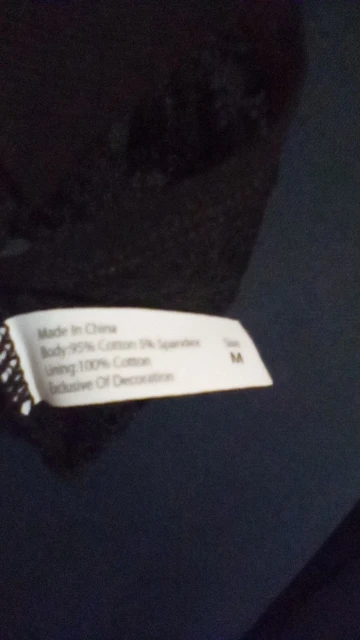 Made In China
Body:95% Cotton 5% Spandex
Lining:100% Cotton
Exclusive Of Decoration
Size
M